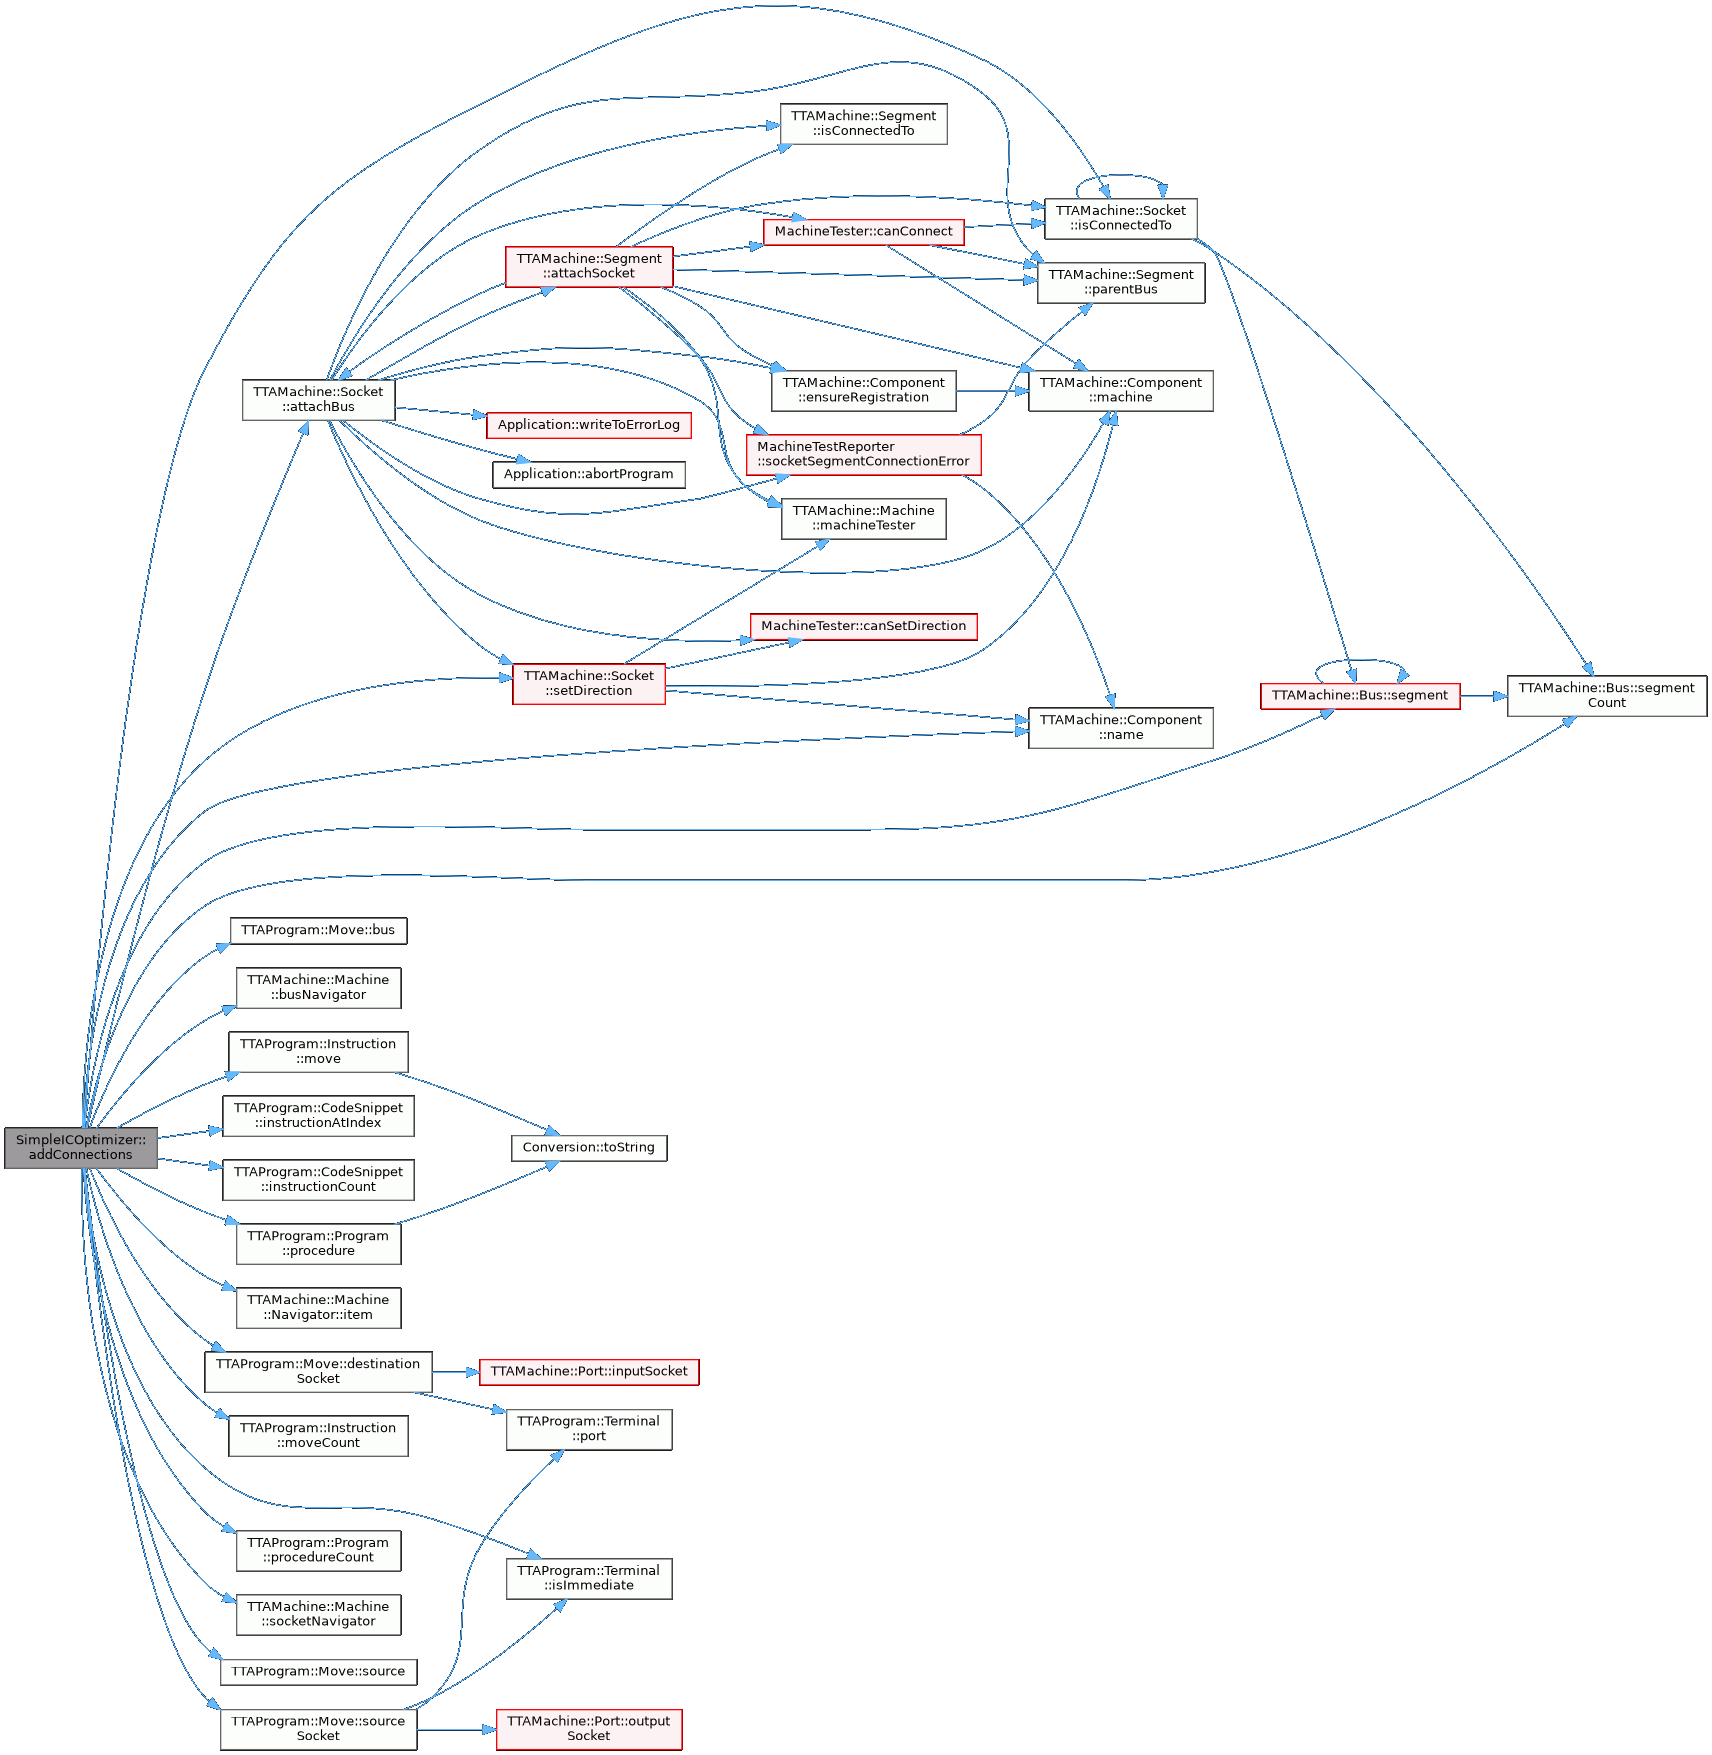 TTAMachine::Segment
::isConnectedTo
TTAMachine::Socket
::isConnectedTo
MachineTester::canConnect
TTAMachine::Segment
::attachSocket
TTAMachine::Segment
::parentBus
TTAMachine::Socket
::attachBus
TTAMachine::Component
::ensureRegistration
TTAMachine::Component
::machine
Application::writeToErrorLog
MachineTestReporter
::socketSegmentConnectionError
Application::abortProgram
TTAMachine::Machine
::machineTester
MachineTester::canSetDirection
TTAMachine::Socket
::setDirection
TTAMachine::Bus::segment
TTAMachine::Bus::segment
Count
TTAMachine::Component
::name
TTAProgram::Move::bus
TTAMachine::Machine
::busNavigator
TTAProgram::Instruction
::move
TTAProgram::CodeSnippet
::instructionAtIndex
SimpleICOptimizer::
addConnections
Conversion::toString
TTAProgram::CodeSnippet
::instructionCount
TTAProgram::Program
::procedure
TTAMachine::Machine
::Navigator::item
TTAProgram::Move::destination
Socket
TTAMachine::Port::inputSocket
TTAProgram::Instruction
::moveCount
TTAProgram::Terminal
::port
TTAProgram::Program
::procedureCount
TTAProgram::Terminal
::isImmediate
TTAMachine::Machine
::socketNavigator
TTAProgram::Move::source
TTAProgram::Move::source
Socket
TTAMachine::Port::output
Socket